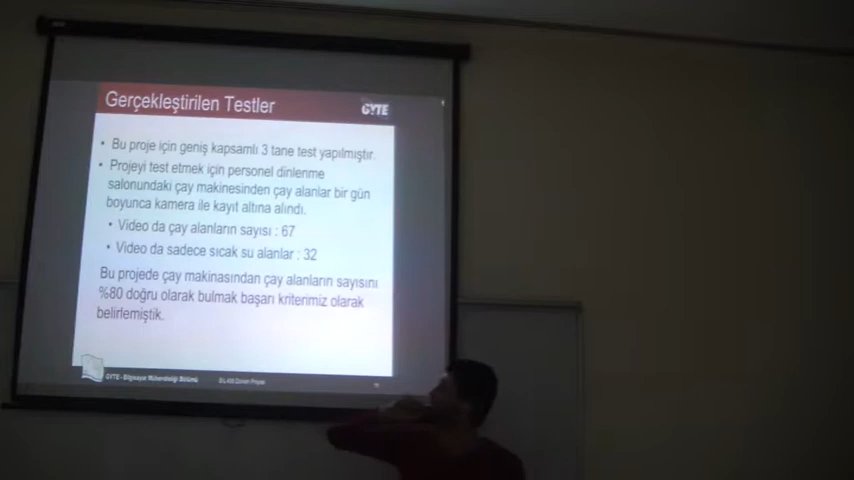 Gerçekleştirilen Testler
GYTE
• Bu proje için geniş kapsamlı 3 tane test yapılmıştır.
• Projeyi test etmek için personel dinlenme
salonundaki çay makinesinden çay alanlar bir gün
boyunca kamera ile kayıt altına alındı.
• Video da çay alanların sayısı : 67
• Video da sadece sıcak su alanlar : 32
Bu projede çay makinasından çay alanların sayısını
%80 doğru olarak bulmak başarı kriterimiz olarak
belirlemiştik.
GYTE - Bilgisayar Mühendisliği Bölümü